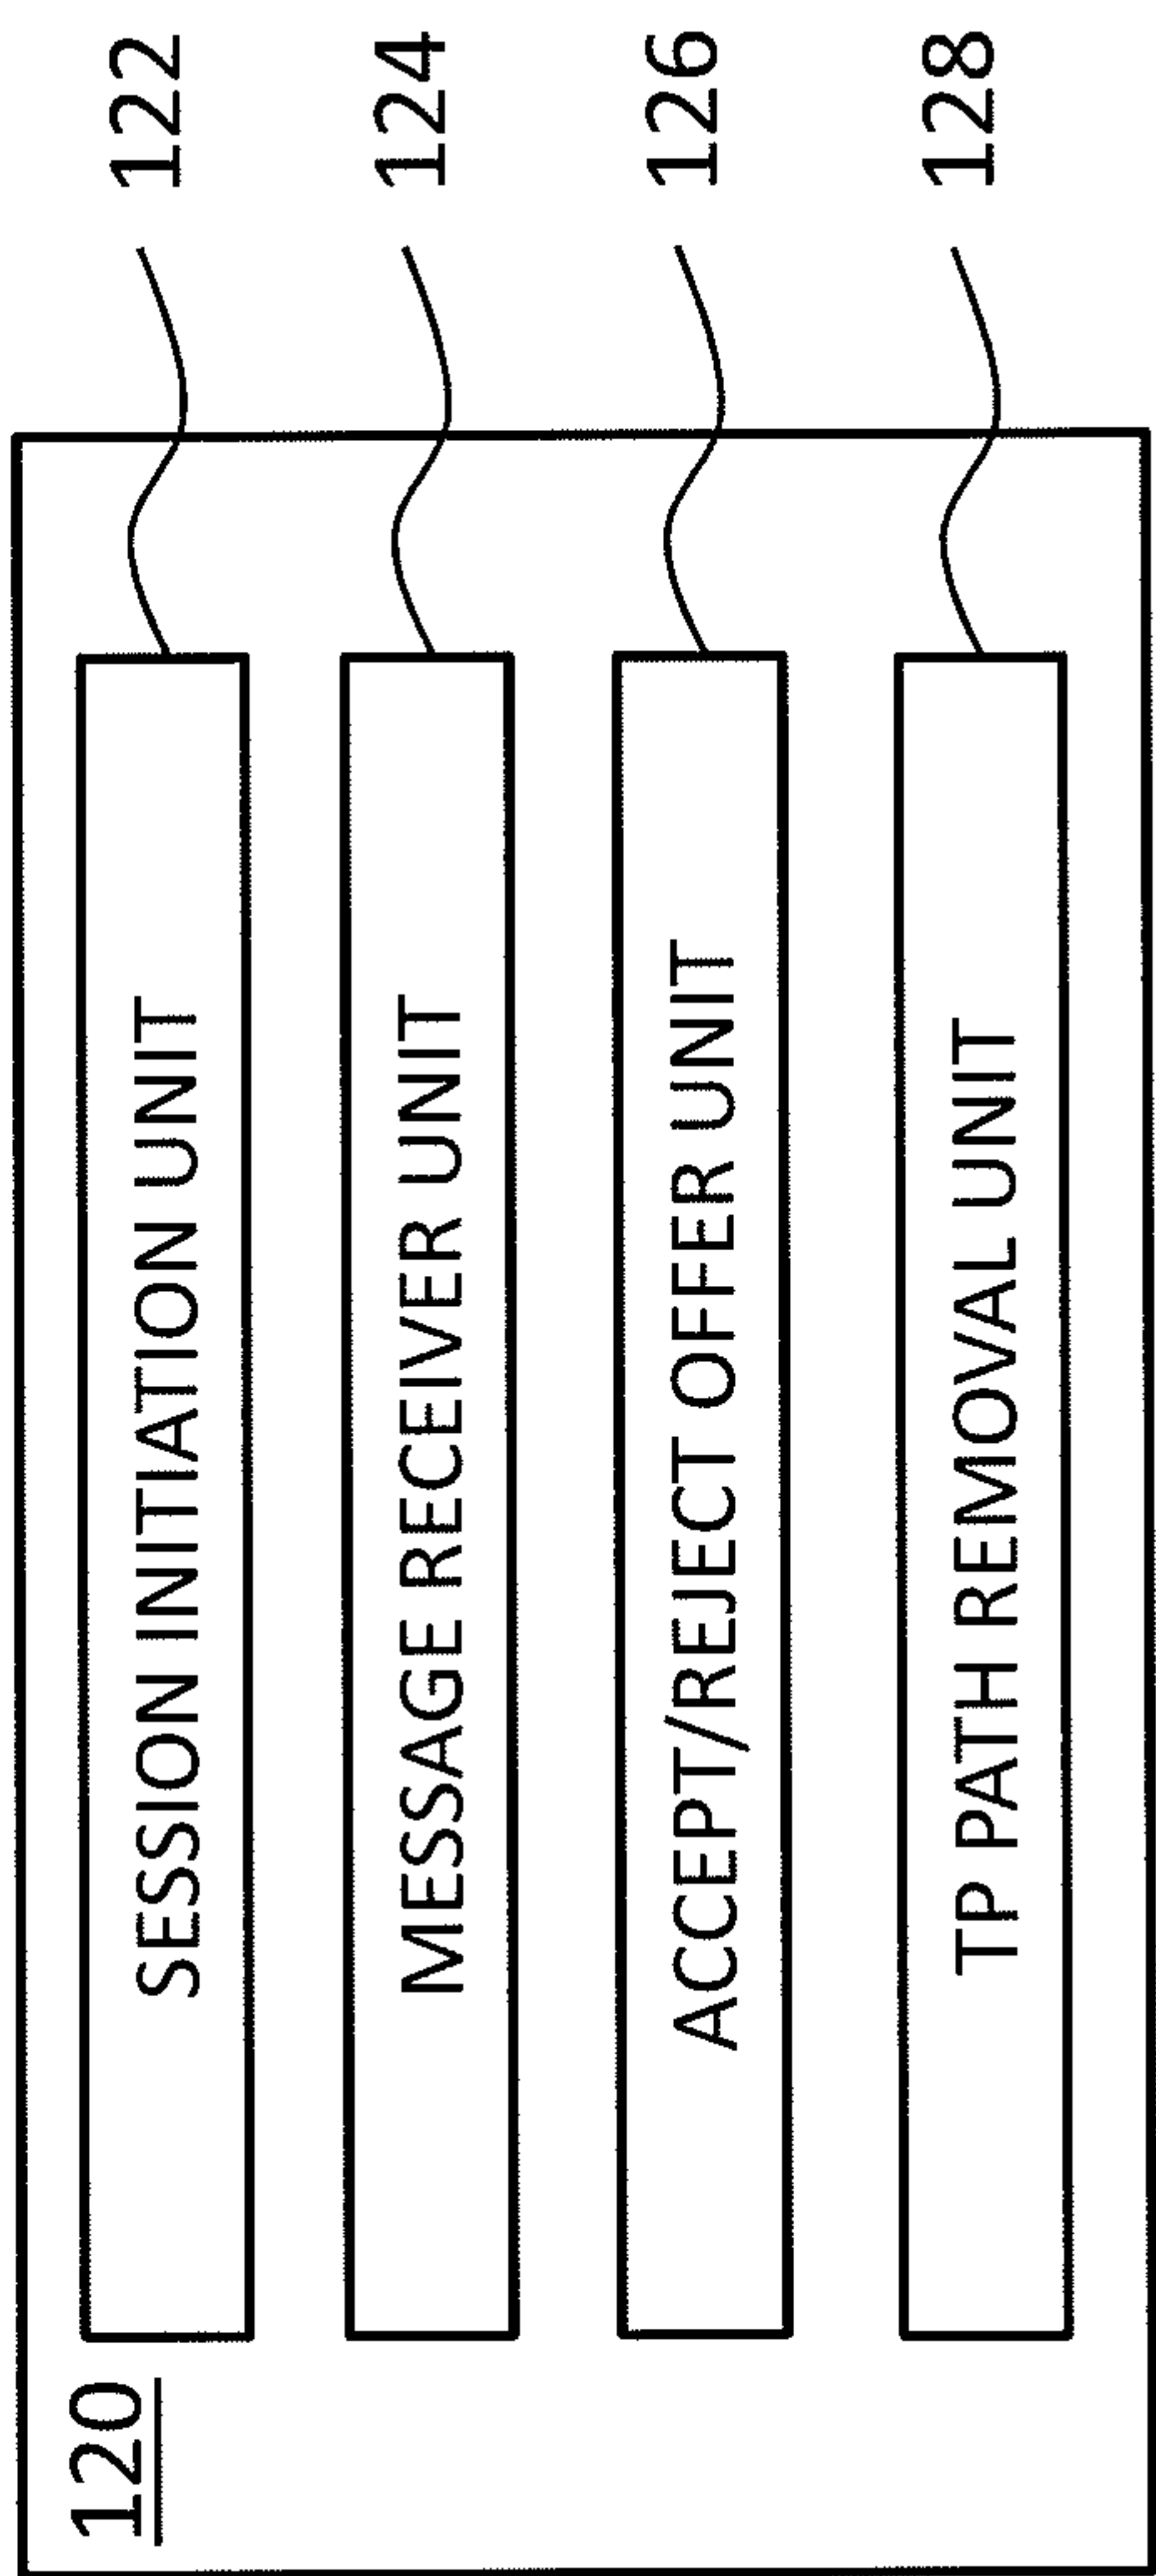 120
SESSION INITIATION UNIT
122
MESSAGE RECEIVER UNIT
124
ACCEPT/REJECT OFFER UNIT
126
TP PATH REMOVAL UNIT
128